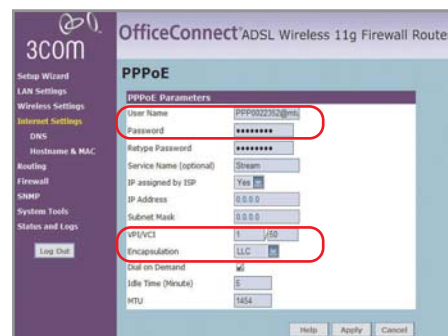 3COM
OfficeConnect® ADSL Wireless 11g Firewall Router
Setup Wizard
LAN Settings
Wireless Settings
Internet Settings
DNS
Hostname & MAC
Routing
Firewall
SNMP
System Tools
Status and Logs
Log Out
PPPoE
PPPoE Parameters
User Name
Password
Retype Password
Service Name (optional) Stream
IP assigned by ISP Yes
IP Address 0.0.0.0
Subnet Mask 0.0.0.0
VPI/VCI 1 /50
Encapsulation LLC
Dial on Demand
Idle Time (Minute) 5
MTU 1454
Help Apply Cancel